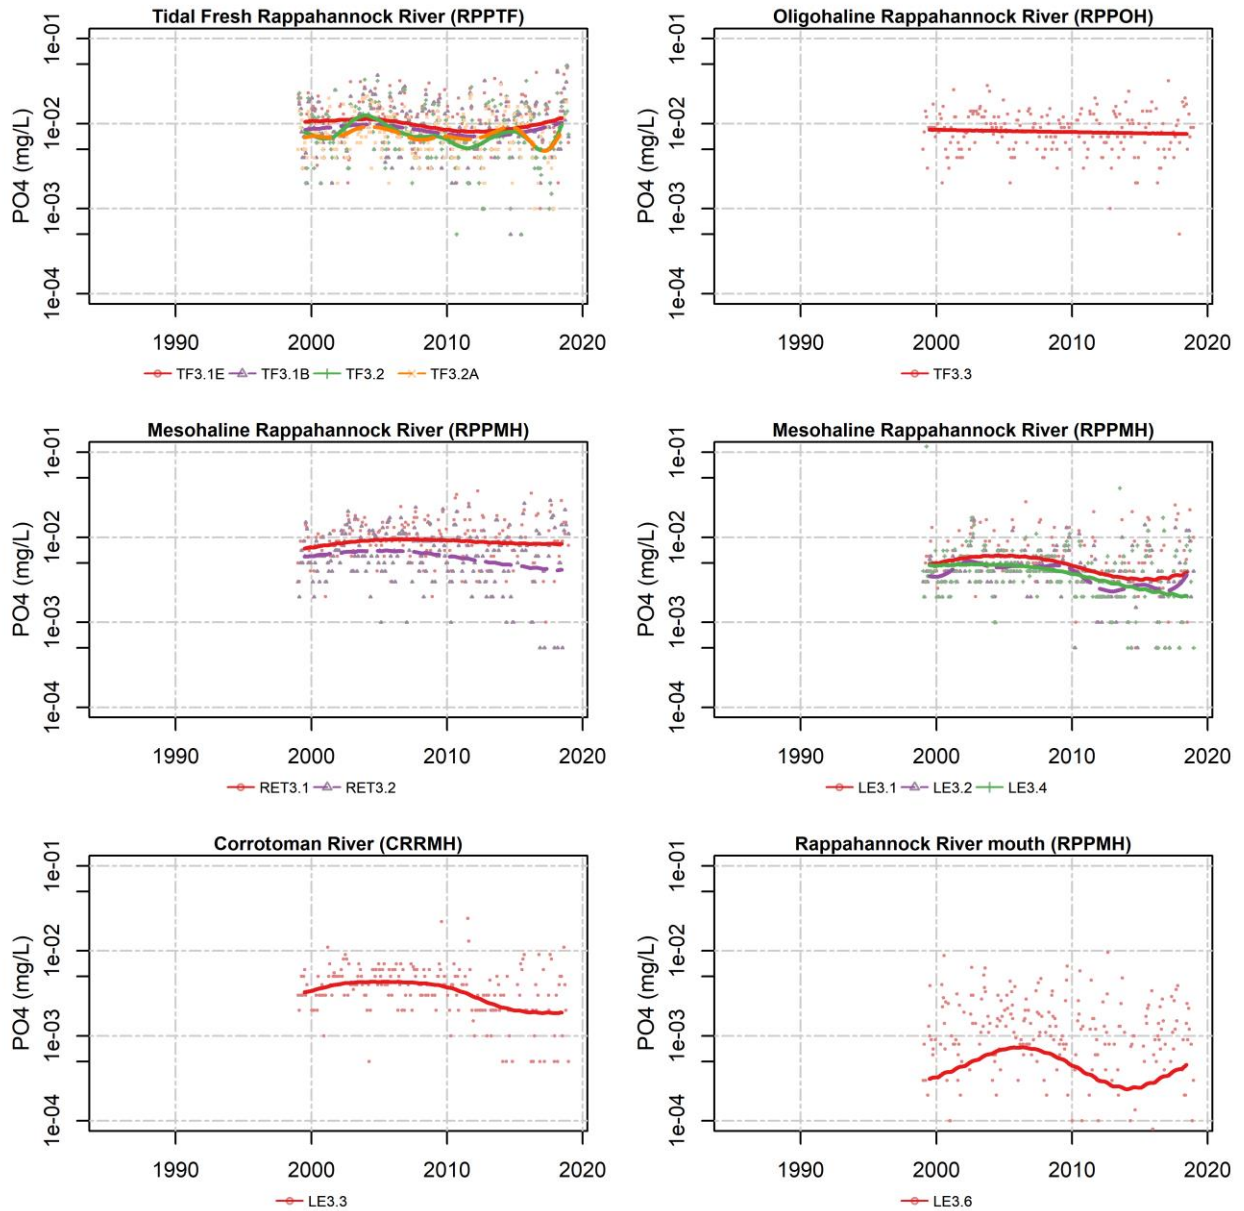 Tidal Fresh Rappahannock River (RPPTF)
PO4 (mg/L)
1e-01
1e-02
1e-03
1e-04
1990 2000 2010 2020
TF3.1E TF3.1B TF3.2 TF3.2A
Oligohaline Rappahannock River (RPPOH)
PO4 (mg/L)
1e-01
1e-02
1e-03
1e-04
1990 2000 2010 2020
TF3.3
Mesohaline Rappahannock River (RPPMH)
PO4 (mg/L)
1e-01
1e-02
1e-03
1e-04
1990 2000 2010 2020
RET3.1 RET3.2
Mesohaline Rappahannock River (RPPMH)
PO4 (mg/L)
1e-01
1e-02
1e-03
1e-04
1990 2000 2010 2020
LE3.1 LE3.2 LE3.4
Corrotoman River (CRRMH)
PO4 (mg/L)
1e-01
1e-02
1e-03
1e-04
1990 2000 2010 2020
LE3.3
Rappahannock River mouth (RPPMH)
PO4 (mg/L)
1e-01
1e-02
1e-03
1e-04
1990 2000 2010 2020
LE3.6